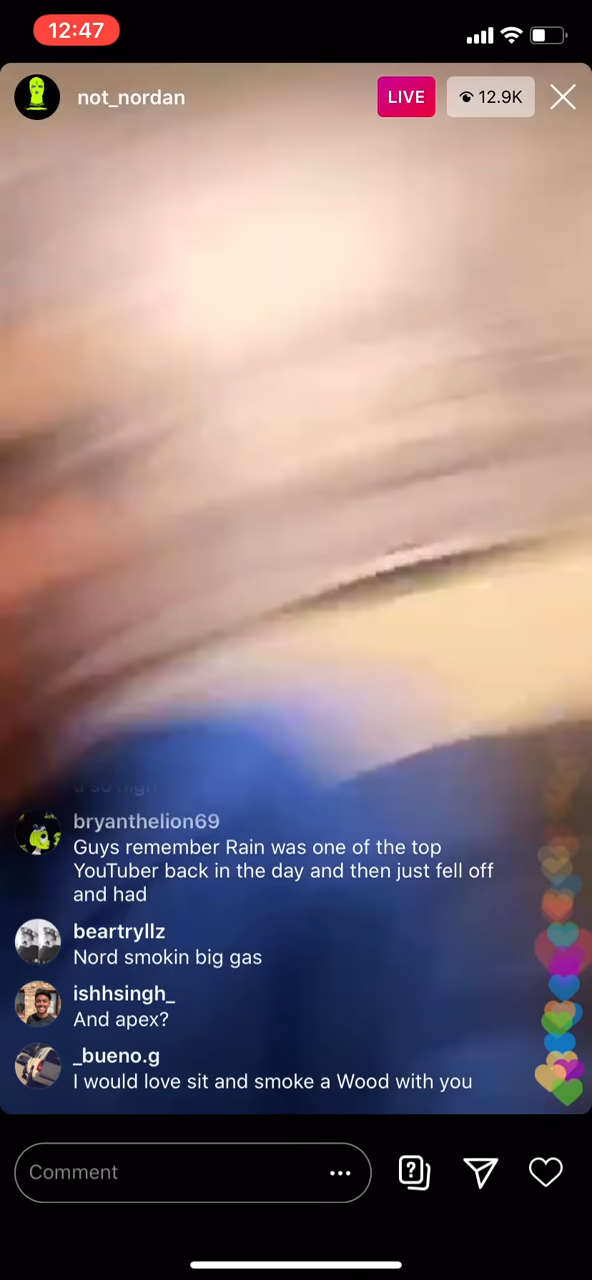 12:47
not_nordan
LIVE
12.9K
bryanthelion69
Guys remember Rain was one of the top
YouTuber back in the day and then just fell off
and had
beartryllz
Nord smokin big gas
ishhsingh_
And apex?
_bueno.g
I would love sit and smoke a Wood with you
Comment